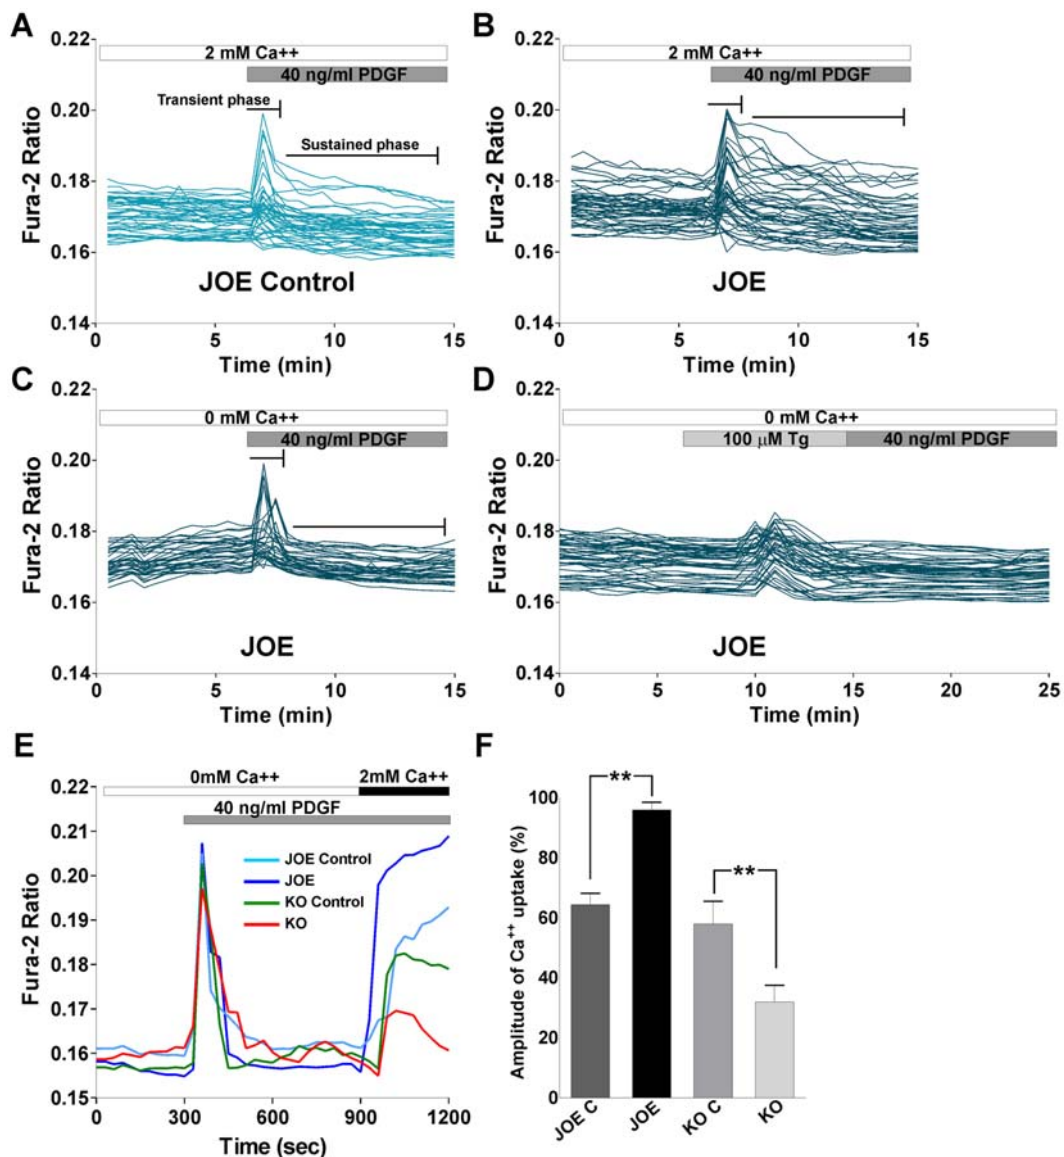 A
0.22
2 mM Ca++
40 ng/ml PDGF
0.20
Transient phase
Sustained phase
Fura-2 Ratio
0.18
0.16
JOE Control
0.14
0 5 10 15
Time (min)
B
0.22
2 mM Ca++
40 ng/ml PDGF
0.20
Fura-2 Ratio
0.18
0.16
JOE
0.14
0 5 10 15
Time (min)
C
0.22
0 mM Ca++
40 ng/ml PDGF
0.20
Fura-2 Ratio
0.18
0.16
JOE
0.14
0 5 10 15
Time (min)
D
0.22
0 mM Ca++
100 µM Tg 40 ng/ml PDGF
0.20
Fura-2 Ratio
0.18
0.16
JOE
0.14
0 5 10 15 20 25
Time (min)
E
0mM Ca++ 2mM Ca++
0.22
40 ng/ml PDGF
0.21
JOE Control
JOE
KO Control
KO
0.20
Fura-2 Ratio
0.18
0.17
0.16
0.15
0 300 600 900 1200
Time (sec)
F
**
100
80
**
60
40
20
0
Amplitude of Ca++ uptake (%)
JOE C JOE KO C KO